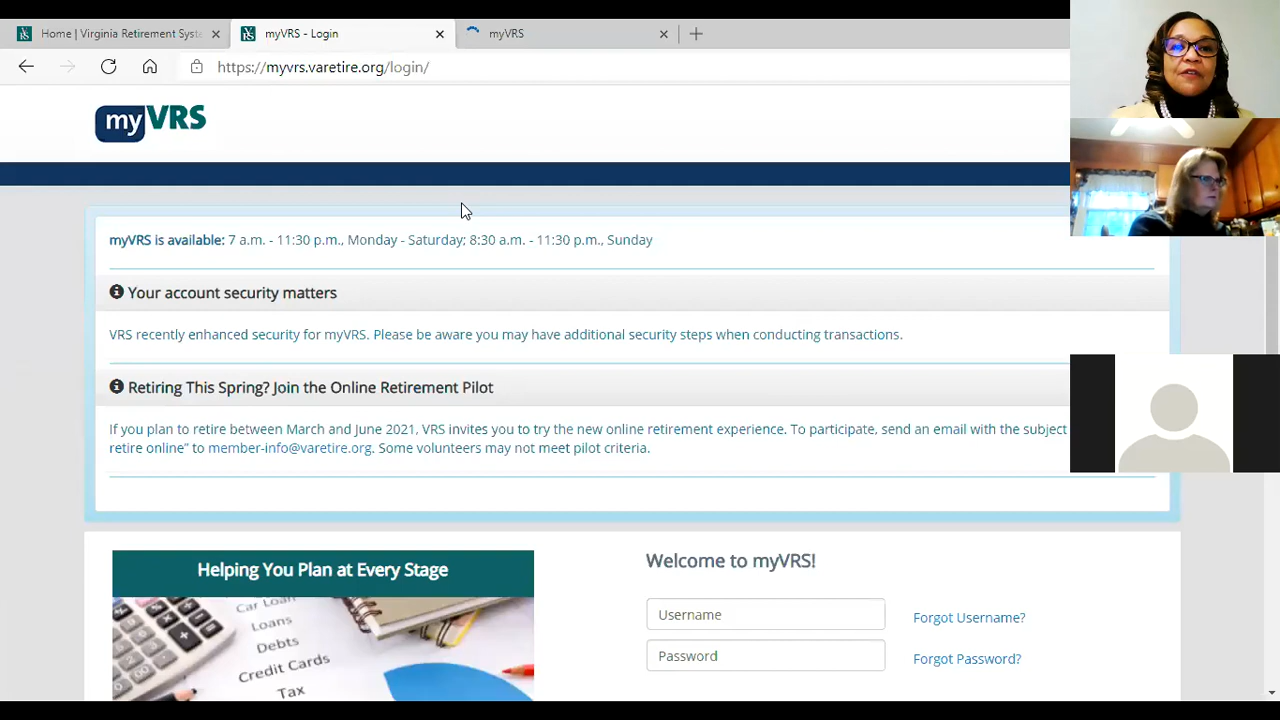 Home | Virginia Retirement Syste
myVRS - Login
myVRS
https://myvrs.varetire.org/login/
myVRS
myVRS is available: 7 a.m. - 11:30 p.m., Monday - Saturday; 8:30 a.m. - 11:30 p.m., Sunday
Your account security matters
VRS recently enhanced security for myVRS. Please be aware you may have additional security steps when conducting transactions.
Retiring This Spring? Join the Online Retirement Pilot
If you plan to retire between March and June 2021, VRS invites you to try the new online retirement experience. To participate, send an email with the subject
retire online" to member-info@varetire.org. Some volunteers may not meet pilot criteria.
Helping You Plan at Every Stage
Car Loan
Loans
Debts
Credit Cards
Tax
Welcome to myVRS!
Username
Forgot Username?
Password
Forgot Password?